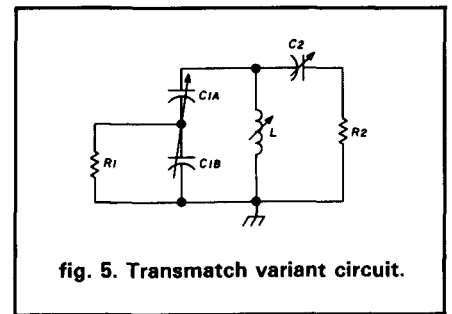 C2
C1A
R1
C1B
L
R2
fig. 5. Transmatch variant circuit.